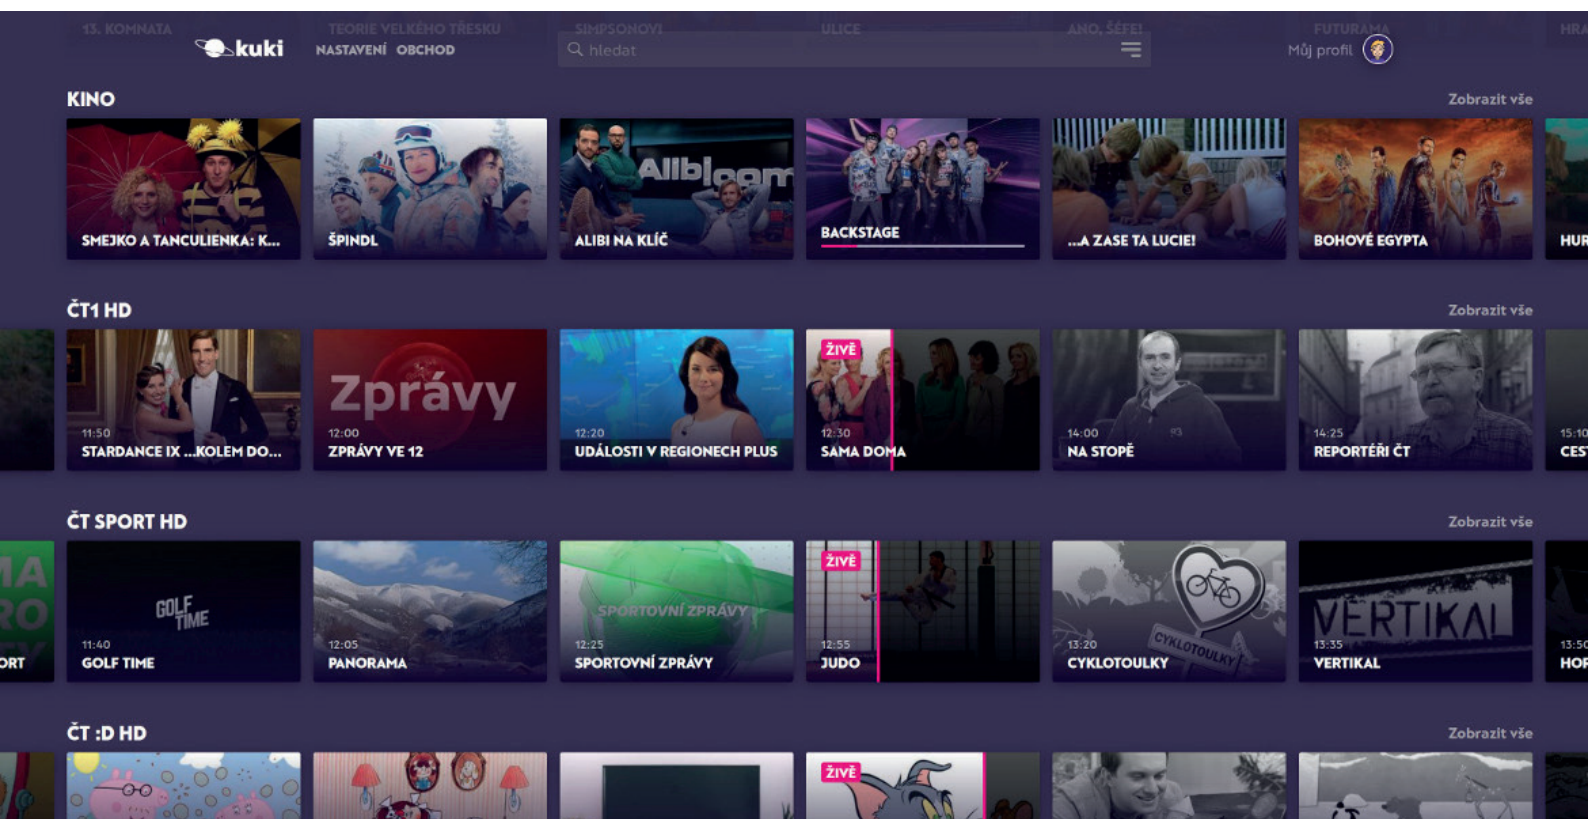 13. KOMNATA TEORIE VELKÉHO TŘESKU SIMPSONOVI ULICE ANO, ŠÉFE! FUTURAMA HRA
kuki NASTAVENÍ OBCHOD hledat Můj profil
KINO Zobrazit vše
Alibi.com
SMEJKO A TANCULIENKA: K... ŠPINDL ALIBI NA KLÍČ BACKSTAGE ...A ZASE TA LUCIE! BOHOVÉ EGYPTA HUR
ČT1 HD Zobrazit vše
ŽIVĚ
Zprávy
11:50 12:00 12:20 12:30 14:00 14:25 15:10
STARDANCE IX ...KOLEM DO... ZPRÁVY VE 12 UDÁLOSTI V REGIONECH PLUS SAMA DOMA NA STOPĚ REPORTÉŘI ČT CES
ČT SPORT HD Zobrazit vše
ŽIVĚ
GOLF TIME SPORTOVNÍ ZPRÁVY CYKLOTOULKY VERTIKAL
11:40 12:05 12:25 12:55 13:20 13:35 13:50
ORT GOLF TIME PANORAMA SPORTOVNÍ ZPRÁVY JUDO CYKLOTOULKY VERTIKAL HOR
ČT :D HD Zobrazit vše
ŽIVĚ